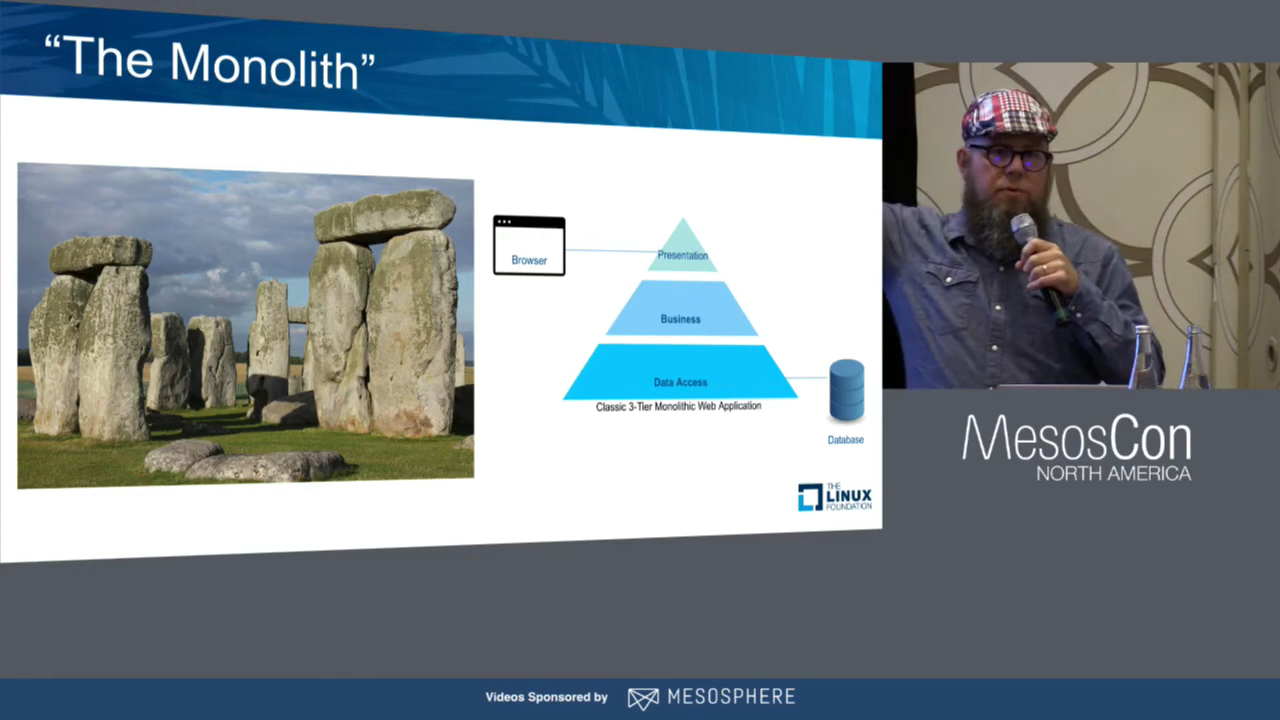 “The Monolith”
Browser
Presentation
Business
Data Access
Classic 3-Tier Monolithic Web Application
Database
THE
LINUX
FOUNDATION
MesosCon
NORTH AMERICA
Videos Sponsored by MESOSPHERE